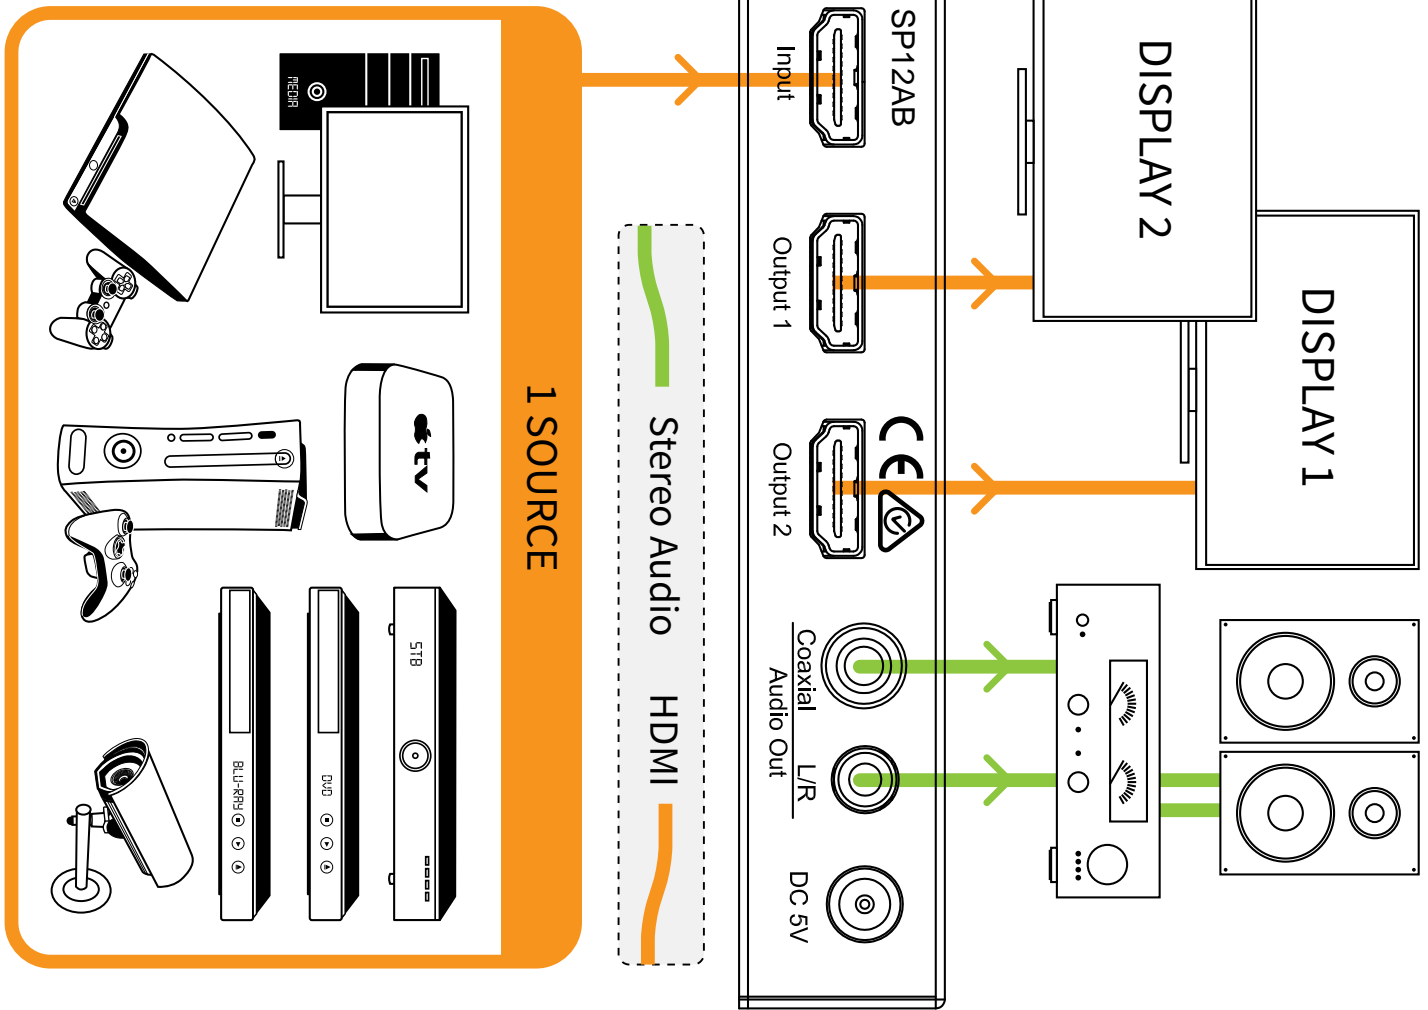 DISPLAY 1
DISPLAY 2
SP12AB
Input
Output 1
Output 2
Coaxial
L/R
Audio Out
DC 5V
Stereo Audio
HDMI
1 SOURCE
MEDIA
tv
STB
DVD
BLU-RAY